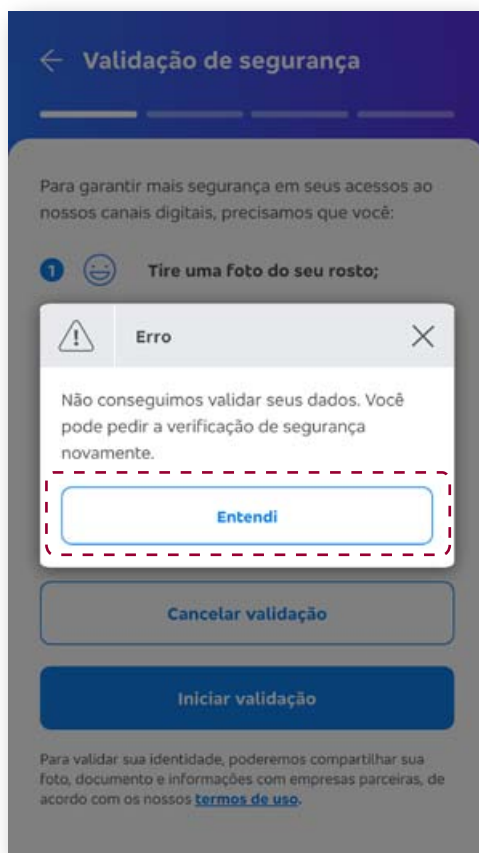 Validação de segurança
Para garantir mais segurança em seus acessos ao
nossos canais digitais, precisamos que você:
1 Tire uma foto do seu rosto;
Erro
Não conseguimos validar seus dados. Você
pode pedir a verificação de segurança
novamente.
Entendi
Cancelar validação
Iniciar validação
Para validar sua identidade, poderemos compartilhar sua
foto, documento e informações com empresas parceiras, de
acordo com os nossos termos de uso.